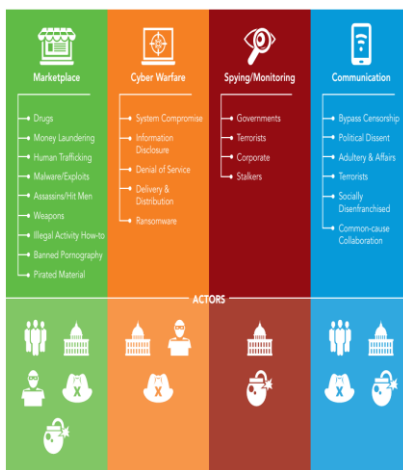 Marketplace
Drugs
Money Laundering
Human Trafficking
Malware/Exploits
Assassins/Hit Men
Weapons
Illegal Activity How-to
Banned Pornography
Pirated Material
Cyber Warfare
System Compromise
Information
Disclosure
Denial of Service
Delivery &
Distribution
Ransomware
Spying/Monitoring
Governments
Terrorists
Corporate
Stalkers
Communication
Bypass Censorship
Political Dissent
Adultery & Affairs
Terrorists
Socially
Disenfranchised
Common-cause
Collaboration
ACTORS
X
X
X